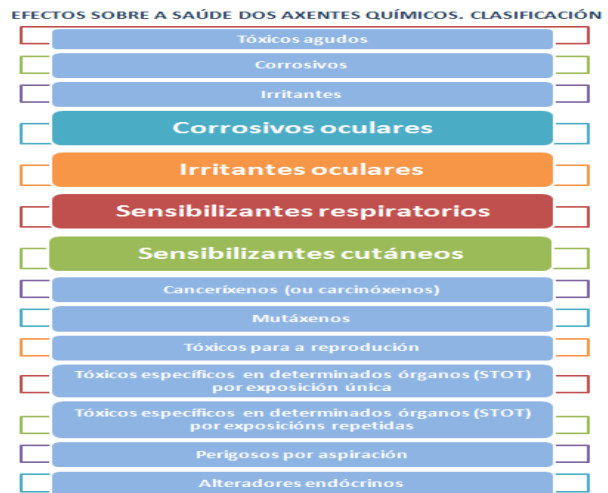 EFECTOS SOBRE A SAÚDE DOS AXENTES QUÍMICOS. CLASIFICACIÓN
Tóxicos agudos
Corrosivos
Irritantes
Corrosivos oculares
Irritantes oculares
Sensibilizantes respiratorios
Sensibilizantes cutáneos
Canceríxenos (ou carcinóxenos)
Mutáxenos
Tóxicos para a reprodución
Tóxicos específicos en determinados órganos (STOT)
por exposición única
Tóxicos específicos en determinados órganos (STOT)
por exposicións repetidas
Perigosos por aspiración
Alteradores endócrinos